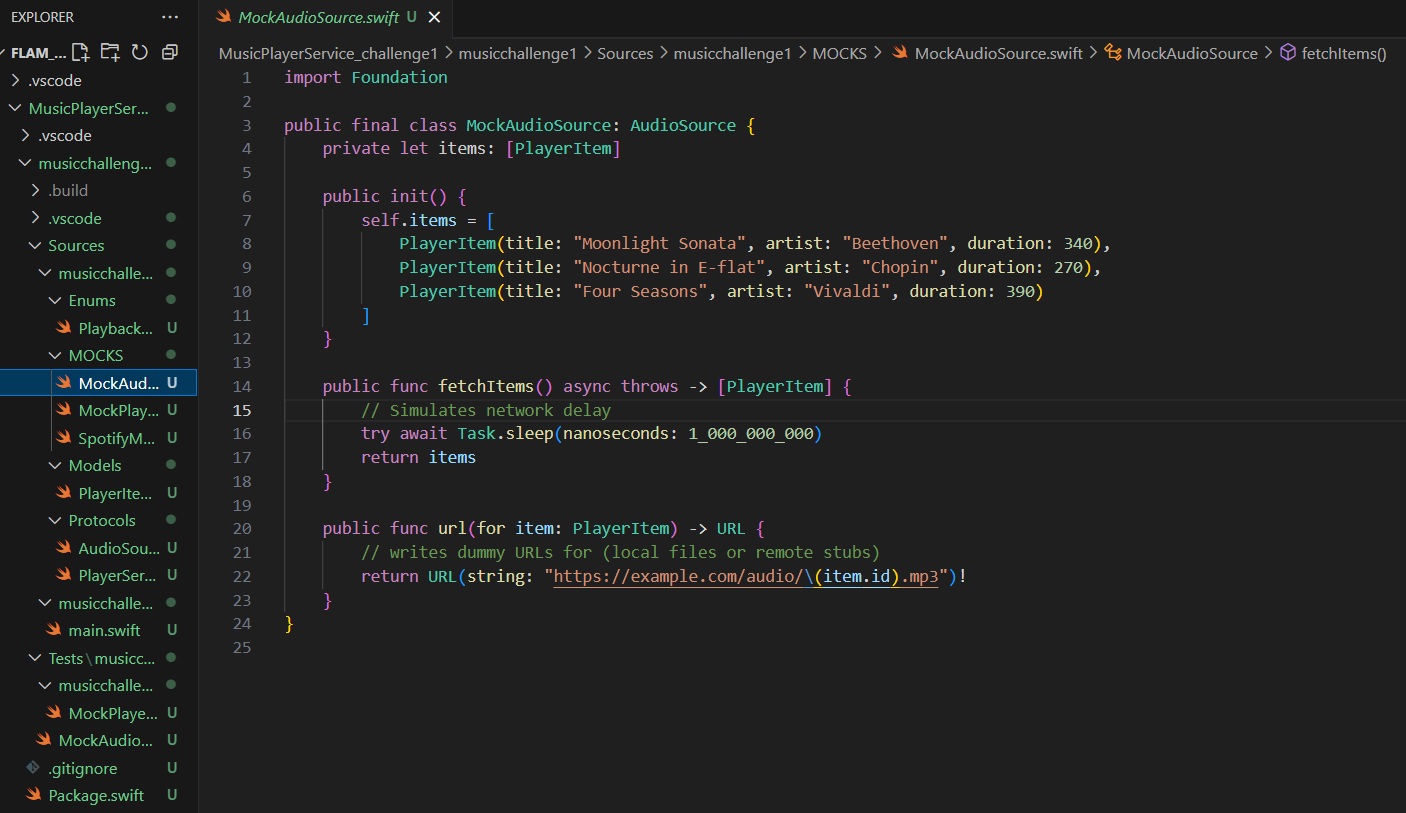 EXPLORER
FLAM_...
.vscode
MusicPlayerSer...
.vscode
musicchalleng...
.build
.vscode
Sources
musicchalle...
Enums
Playback... U
MOCKS
MockAud... U
MockPlay... U
SpotifyM... U
Models
PlayerIte... U
Protocols
AudioSou... U
PlayerSer... U
musicchalle...
main.swift U
Tests\musicc...
musicchalle...
MockPlaye... U
MockAudio... U
.gitignore U
Package.swift U
MockAudioSource.swift U
MusicPlayerService_challenge1 > musicchallenge1 > Sources > musicchallenge1 > MOCKS > MockAudioSource.swift > MockAudioSource > fetchItems()
1 import Foundation
2
3 public final class MockAudioSource: AudioSource {
4     private let items: [PlayerItem]
5
6     public init() {
7         self.items = [
8             PlayerItem(title: "Moonlight Sonata", artist: "Beethoven", duration: 340),
9             PlayerItem(title: "Nocturne in E-flat", artist: "Chopin", duration: 270),
10             PlayerItem(title: "Four Seasons", artist: "Vivaldi", duration: 390)
11         ]
12     }
13
14     public func fetchItems() async throws -> [PlayerItem] {
15         // Simulates network delay
16         try await Task.sleep(nanoseconds: 1_000_000_000)
17         return items
18     }
19
20     public func url(for item: PlayerItem) -> URL {
21         // writes dummy URLs for (local files or remote stubs)
22         return URL(string: "https://example.com/audio/\(item.id).mp3")!
23     }
24 }
25